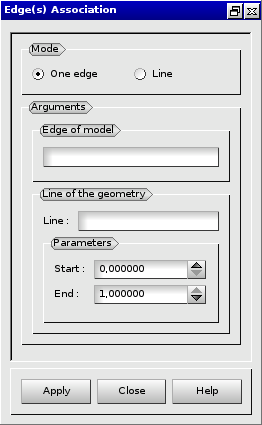 Edge(s) Association
Mode
One edge
Line
Arguments
Edge of model
Line of the geometry
Line :
Parameters
Start : 0,000000
End : 1,000000
Apply
Close
Help